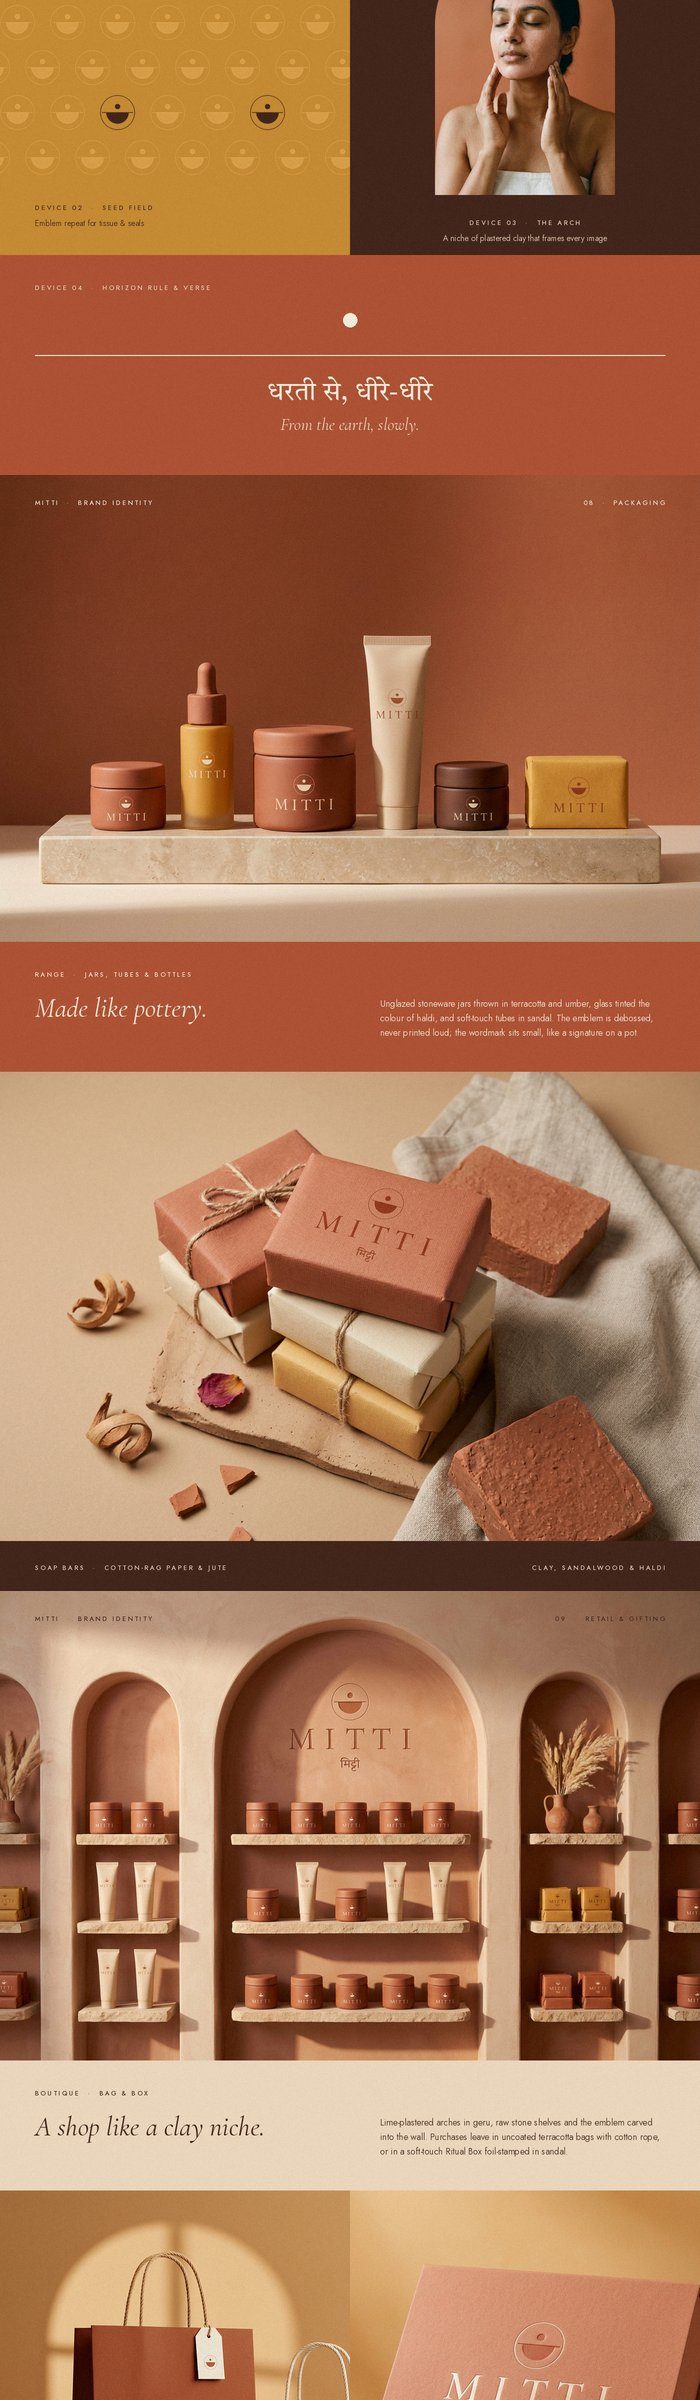 DEVICE 02 · SEED FIELD
Emblem repeat for tissue & seals
DEVICE 03 · THE ARCH
A niche of plastered clay that frames every image
DEVICE 04 · HORIZON RULE & VERSE
धरती से, धीरे-धीरे
From the earth, slowly.
MITTI · BRAND IDENTITY
08 · PACKAGING
MITTI
MITTI
MITTI
MITTI
MITTI
MITTI
RANGE · JARS, TUBES & BOTTLES
Made like pottery.
Unglazed stoneware jars thrown in terracotta and umber, glass tinted the
colour of haldi, and soft-touch tubes in sandal. The emblem is debossed,
never printed loud; the wordmark sits small, like a signature on a pot.
MITTI
मिट्टी
SOAP BARS · COTTON-RAG PAPER & JUTE
CLAY, SANDALWOOD & HALDI
MITTI · BRAND IDENTITY
09 · RETAIL & GIFTING
MITTI
मिट्टी
BOUTIQUE · BAG & BOX
A shop like a clay niche.
Lime-plastered arches in geru, raw stone shelves and the emblem carved
into the wall. Purchases leave in uncoated terracotta bags with cotton rope,
or in a soft-touch Ritual Box foil-stamped in sandal.
MITTI